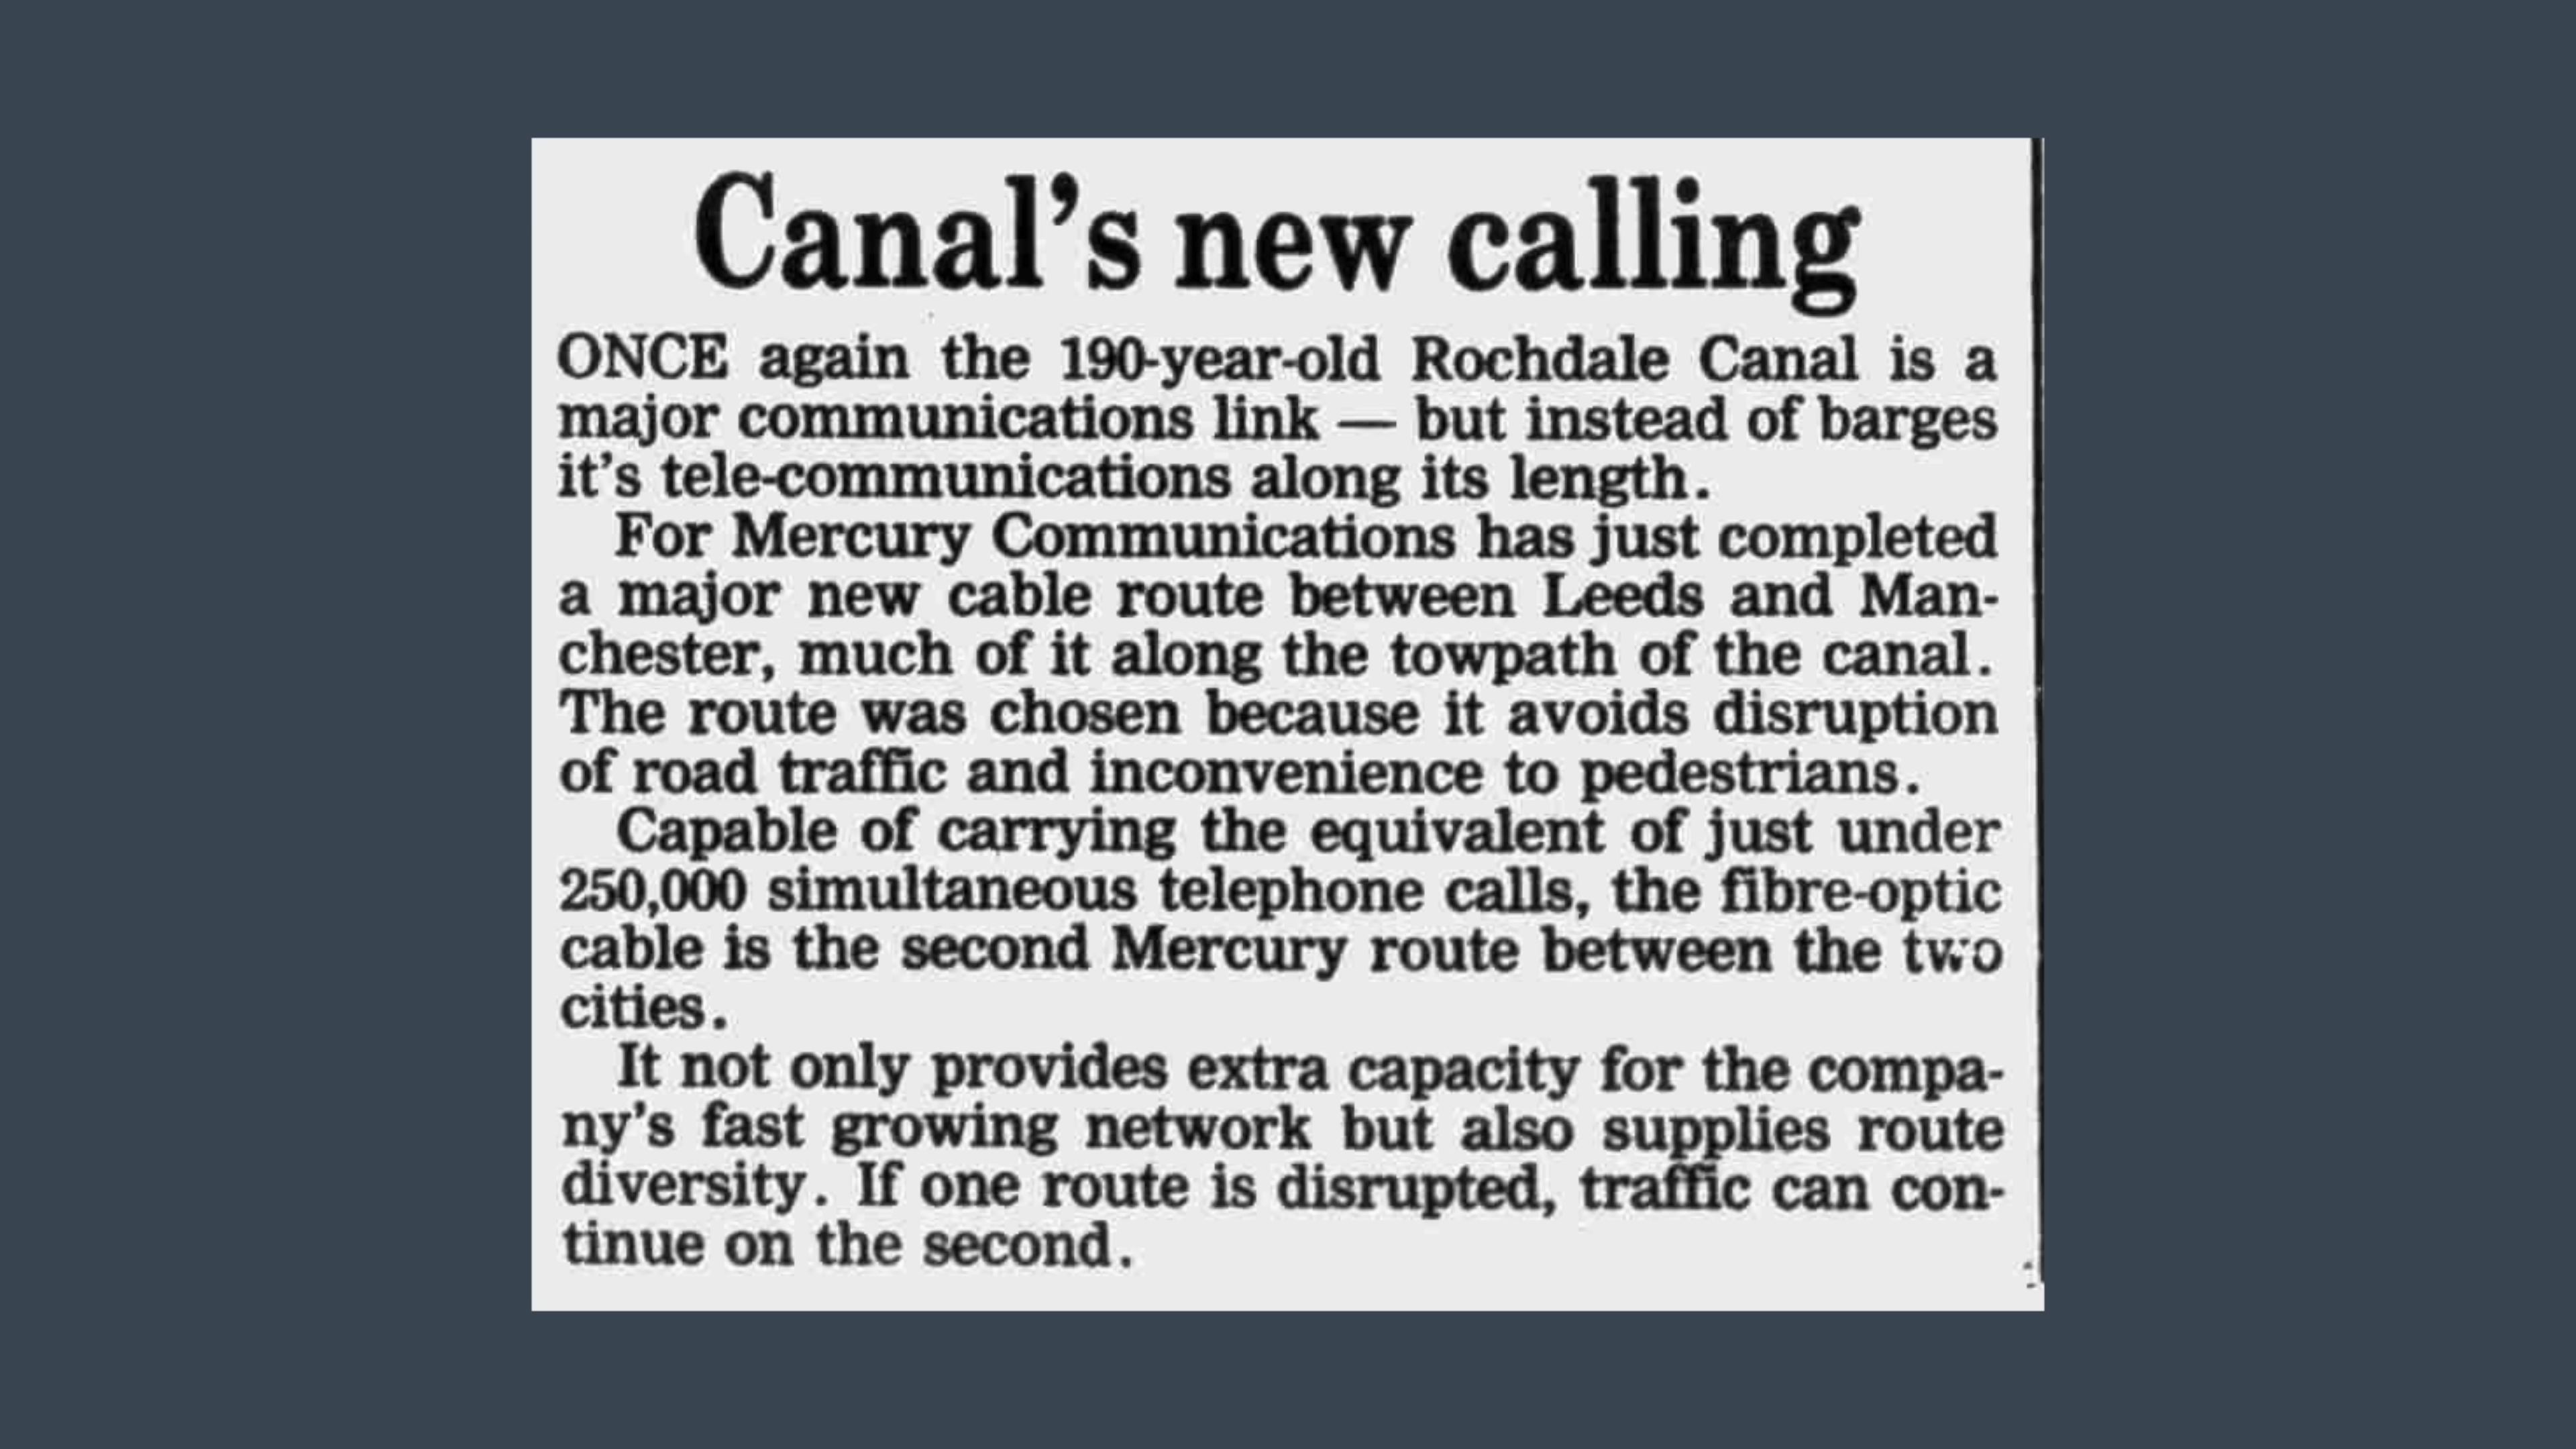 Canal's new calling
ONCE again the 190-year-old Rochdale Canal is a
major communications link — but instead of barges
it's tele-communications along its length.
For Mercury Communications has just completed
a major new cable route between Leeds and Man-
chester, much of it along the towpath of the canal.
The route was chosen because it avoids disruption
of road traffic and inconvenience to pedestrians.
Capable of carrying the equivalent of just under
250,000 simultaneous telephone calls, the fibre-optic
cable is the second Mercury route between the two
cities.
It not only provides extra capacity for the compa-
ny's fast growing network but also supplies route
diversity. If one route is disrupted, traffic can con-
tinue on the second.